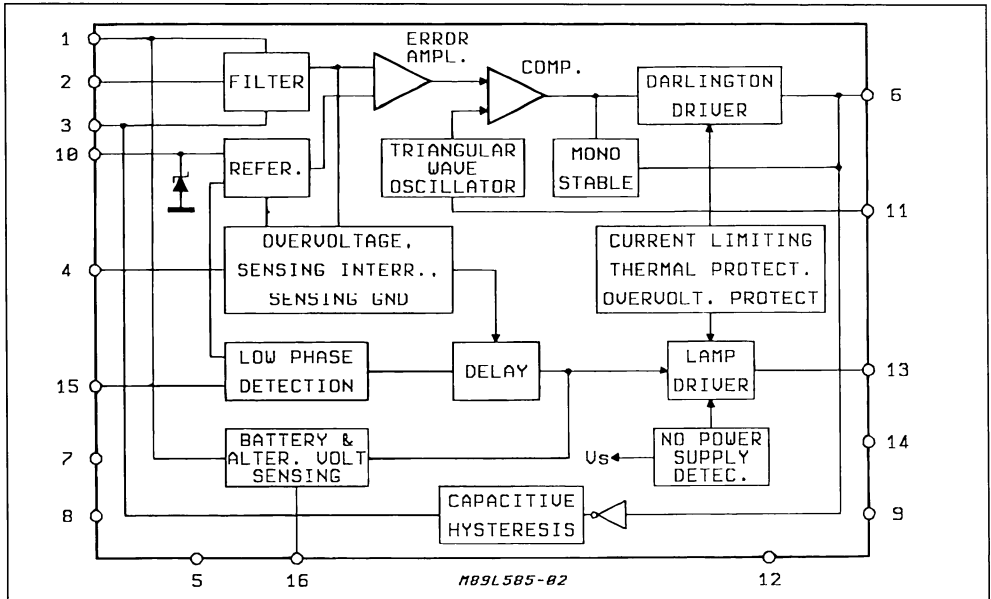 1
2
3
10
4
15
7
8
5
16
12
6
11
13
14
9
FILTER
ERROR
AMPL.
COMP.
DARLINGTON
DRIVER
REFER.
TRIANGULAR
WAVE
OSCILLATOR
MONO
STABLE
OVERVOLTAGE,
SENSING INTERR.,
SENSING GND
CURRENT LIMITING
THERMAL PROTECT.
OVERVOLT. PROTECT
LOW PHASE
DETECTION
DELAY
LAMP
DRIVER
BATTERY &
ALTER. VOLT
SENSING
Vs
NO POWER
SUPPLY
DETEC.
CAPACITIVE
HYSTERESIS
M89L585-02